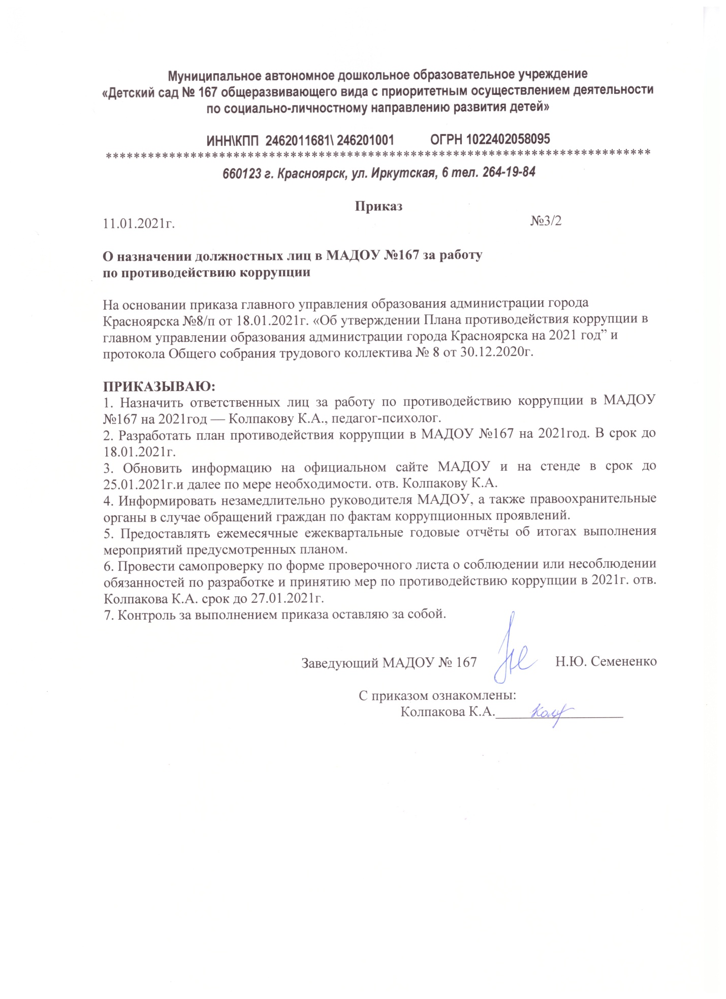 Муниципальное автономное дошкольное образовательное учреждение
«Детский сад № 167 общеразвивающего вида с приоритетным осуществлением деятельности
по социально-личностному направлению развития детей»
ИНН\КПП 2462011681\ 246201001 ОГРН 1022402058095
******************************************************************************
660123 г. Красноярск, ул. Иркутская, 6 тел. 264-19-84
Приказ
11.01.2021г. №3/2
О назначении должностных лиц в МАДОУ №167 за работу
по противодействию коррупции
На основании приказа главного управления образования администрации города
Красноярска №8/п от 18.01.2021г. «Об утверждении Плана противодействия коррупции в
главном управлении образования администрации города Красноярска на 2021 год” и
протокола Общего собрания трудового коллектива № 8 от 30.12.2020г.
ПРИКАЗЫВАЮ:
1. Назначить ответственных лиц за работу по противодействию коррупции в МАДОУ
№167 на 2021год — Колпакову К.А., педагог-психолог.
2. Разработать план противодействия коррупции в МАДОУ №167 на 2021год. В срок до
18.01.2021г.
3. Обновить информацию на официальном сайте МАДОУ и на стенде в срок до
25.01.2021г.и далее по мере необходимости. отв. Колпакову К.А.
4. Информировать незамедлительно руководителя МАДОУ, а также правоохранительные
органы в случае обращений граждан по фактам коррупционных проявлений.
5. Предоставлять ежемесячные ежеквартальные годовые отчёты об итогах выполнения
мероприятий предусмотренных планом.
6. Провести самопроверку по форме проверочного листа о соблюдении или несоблюдении
обязанностей по разработке и принятию мер по противодействию коррупции в 2021г. отв.
Колпакова К.А. срок до 27.01.2021г.
7. Контроль за выполнением приказа оставляю за собой.
Заведующий МАДОУ № 167 Н.Ю. Семененко
С приказом ознакомлены:
Колпакова К.А.__________________